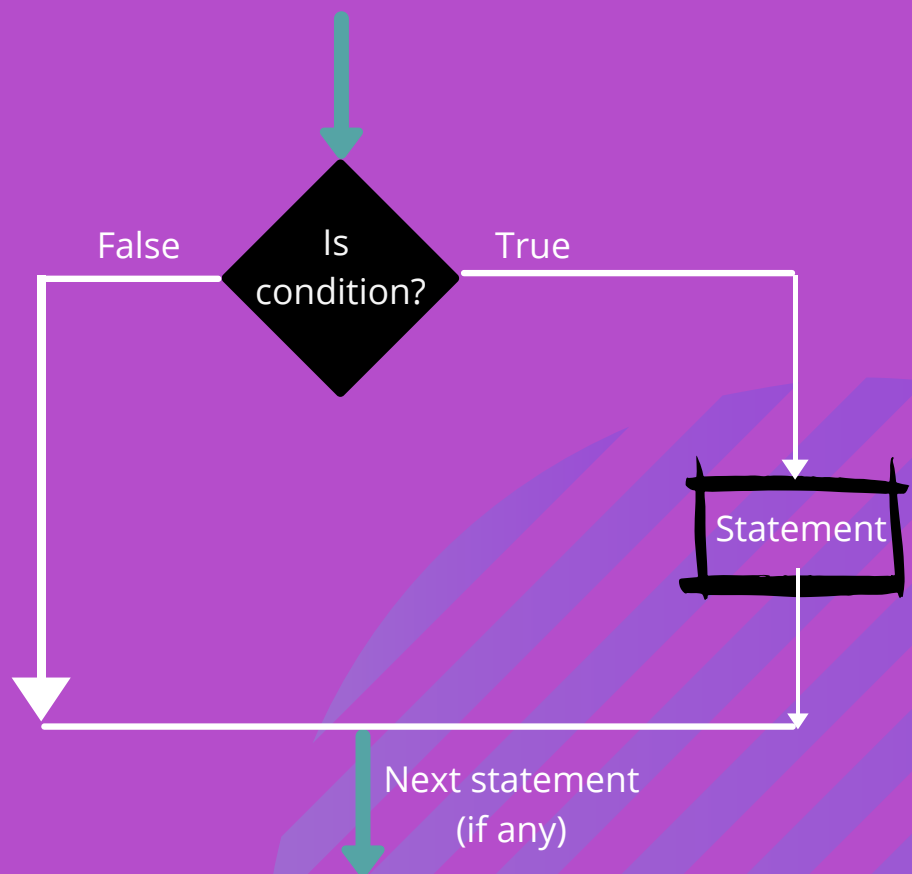 False
Is
condition?
True
Statement
Next statement
(if any)